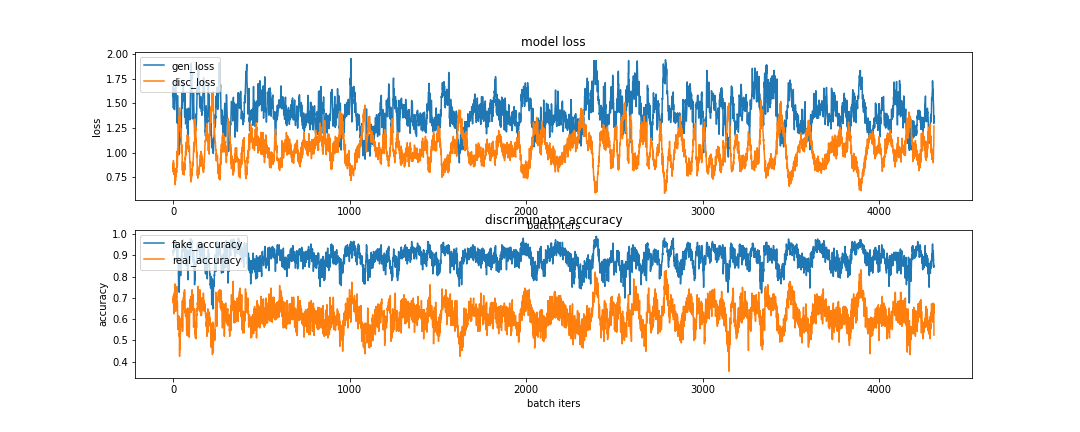 model loss
2.00
1.75
1.50
1.25
1.00
0.75
loss
gen_loss
disc_loss
0 1000 2000 3000 4000
batch iters
discriminator accuracy
1.0
0.9
0.8
0.7
0.6
0.5
0.4
accuracy
fake_accuracy
real_accuracy
0 1000 2000 3000 4000
batch iters